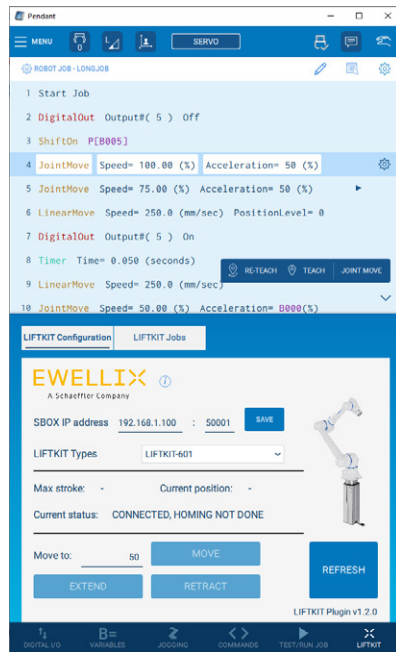 Pendant
MENU 0 L SERVO
ROBOT JOB - LONGJOB
1 Start Job
2 DigitalOut Output#( 5 ) Off
3 ShiftOn P[B005]
4 JointMove Speed= 100.00 (%) Acceleration= 50 (%)
5 JointMove Speed= 75.00 (%) Acceleration= 50 (%)
6 LinearMove Speed= 250.0 (mm/sec) PositionLevel= 0
7 DigitalOut Output#( 5 ) On
8 Timer Time= 0.050 (seconds)
RE-TEACH TEACH JOINT MOVE
9 LinearMove Speed= 250.0 (mm/sec)
10 JointMove Speed= 50.00 (%) Acceleration= B000(%)
LIFTKIT Configuration LIFTKIT Jobs
EWELLIX
A Schaeffler Company
SBOX IP address 192.168.1.100 : 50001 SAVE
LIFTKIT Types LIFTKIT-601
Max stroke: - Current position: -
Current status: CONNECTED, HOMING NOT DONE
Move to: 50 MOVE
REFRESH
EXTEND RETRACT
LIFTKIT Plugin v1.2.0
DIGITAL I/O VARIABLES JOGGING COMMANDS TEST/RUN JOB LIFTKIT